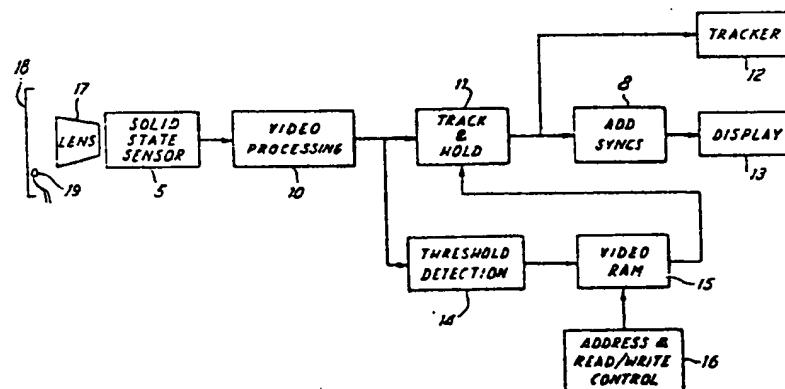 TRACKER
12
18
17
LENS
SOLID
STATE
SENSOR
5
VIDEO
PROCESSING
10
11
TRACK
&
HOLD
8
ADD
SYNCS
DISPLAY
13
19
THRESHOLD
DETECTION
14
VIDEO
RAM
15
ADDRESS &
READ/WRITE
CONTROL
16